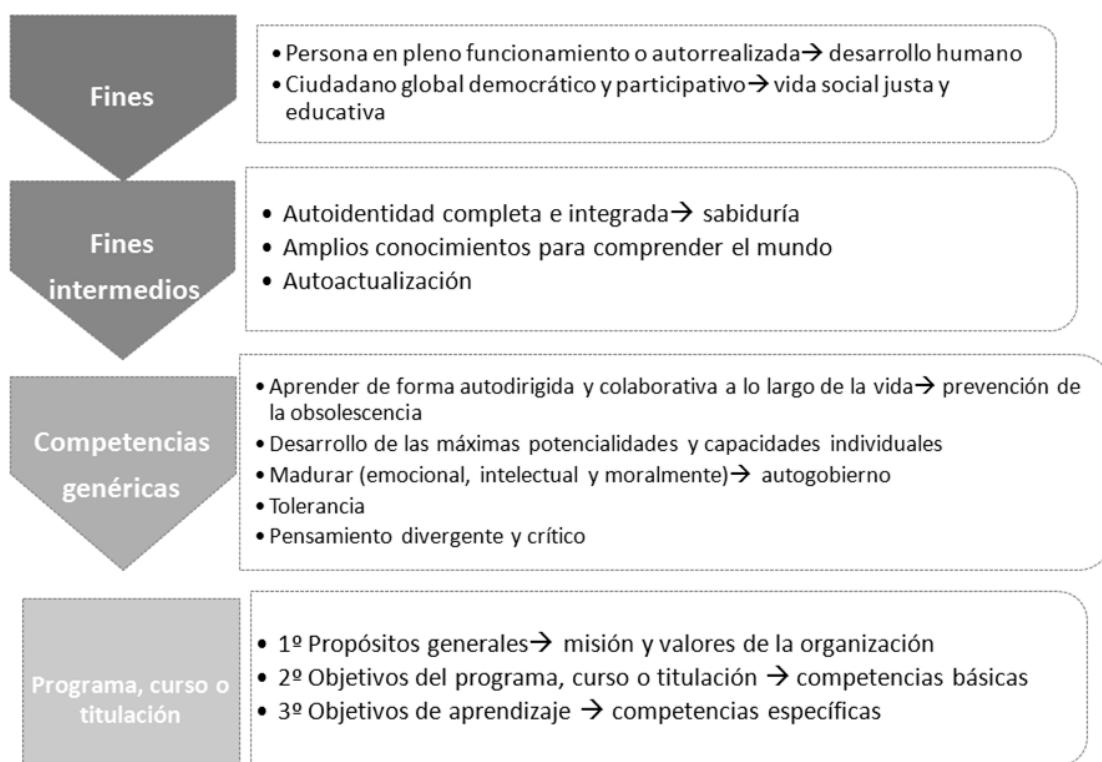 Fines
• Persona en pleno funcionamiento o autorrealizada→ desarrollo humano
• Ciudadano global democrático y participativo→ vida social justa y
educativa
Fines
intermedios
• Autoidentidad completa e integrada→ sabiduría
• Amplios conocimientos para comprender el mundo
• Autoactualización
Competencias
genéricas
• Aprender de forma autodirigida y colaborativa a lo largo de la vida→ prevención de
la obsolescencia
• Desarrollo de las máximas potencialidades y capacidades individuales
• Madurar (emocional, intelectual y moralmente)→ autogobierno
• Tolerancia
• Pensamiento divergente y crítico
Programa, curso o
titulación
• 1º Propósitos generales→ misión y valores de la organización
• 2º Objetivos del programa, curso o titulación → competencias básicas
• 3º Objetivos de aprendizaje → competencias específicas